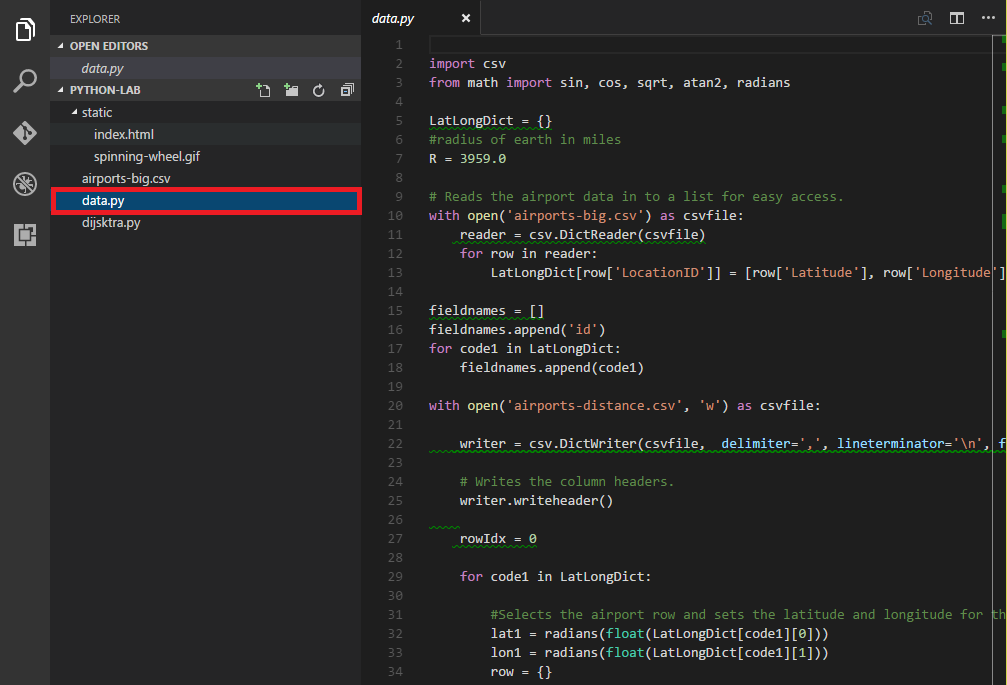 EXPLORER
OPEN EDITORS
data.py
PYTHON-LAB
static
index.html
spinning-wheel.gif
airports-big.csv
data.py
dijsktra.py
data.py
1
2 import csv
3 from math import sin, cos, sqrt, atan2, radians
4
5 LatLongDict = {}
6 #radius of earth in miles
7 R = 3959.0
8
9 # Reads the airport data in to a list for easy access.
10 with open('airports-big.csv') as csvfile:
11     reader = csv.DictReader(csvfile)
12     for row in reader:
13         LatLongDict[row['LocationID']] = [row['Latitude'], row['Longitude']
14
15 fieldnames = []
16 fieldnames.append('id')
17 for code1 in LatLongDict:
18     fieldnames.append(code1)
19
20 with open('airports-distance.csv', 'w') as csvfile:
21
22     writer = csv.DictWriter(csvfile,  delimiter=',', lineterminator='\n', f
23
24     # Writes the column headers.
25     writer.writeheader()
26
27     rowIdx = 0
28
29     for code1 in LatLongDict:
30
31         #Selects the airport row and sets the latitude and longitude for th
32         lat1 = radians(float(LatLongDict[code1][0]))
33         lon1 = radians(float(LatLongDict[code1][1]))
34         row = {}